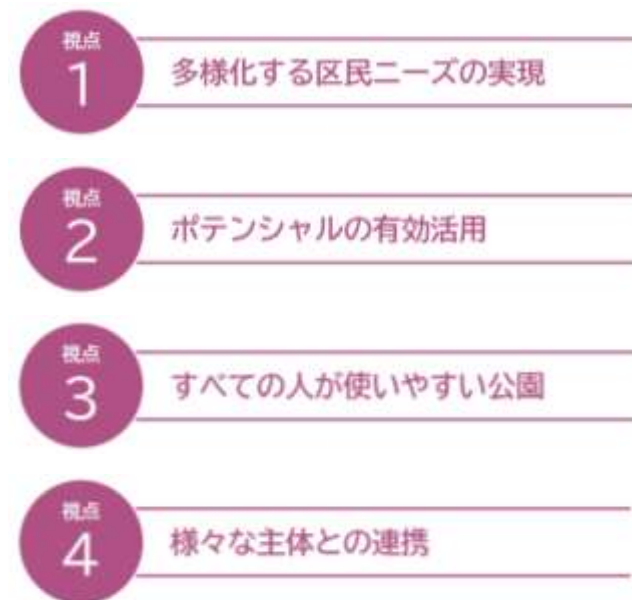 視点
1
多様化する区民ニーズの実現
視点
2
ポテンシャルの有効活用
視点
3
すべての人が使いやすい公園
視点
4
様々な主体との連携